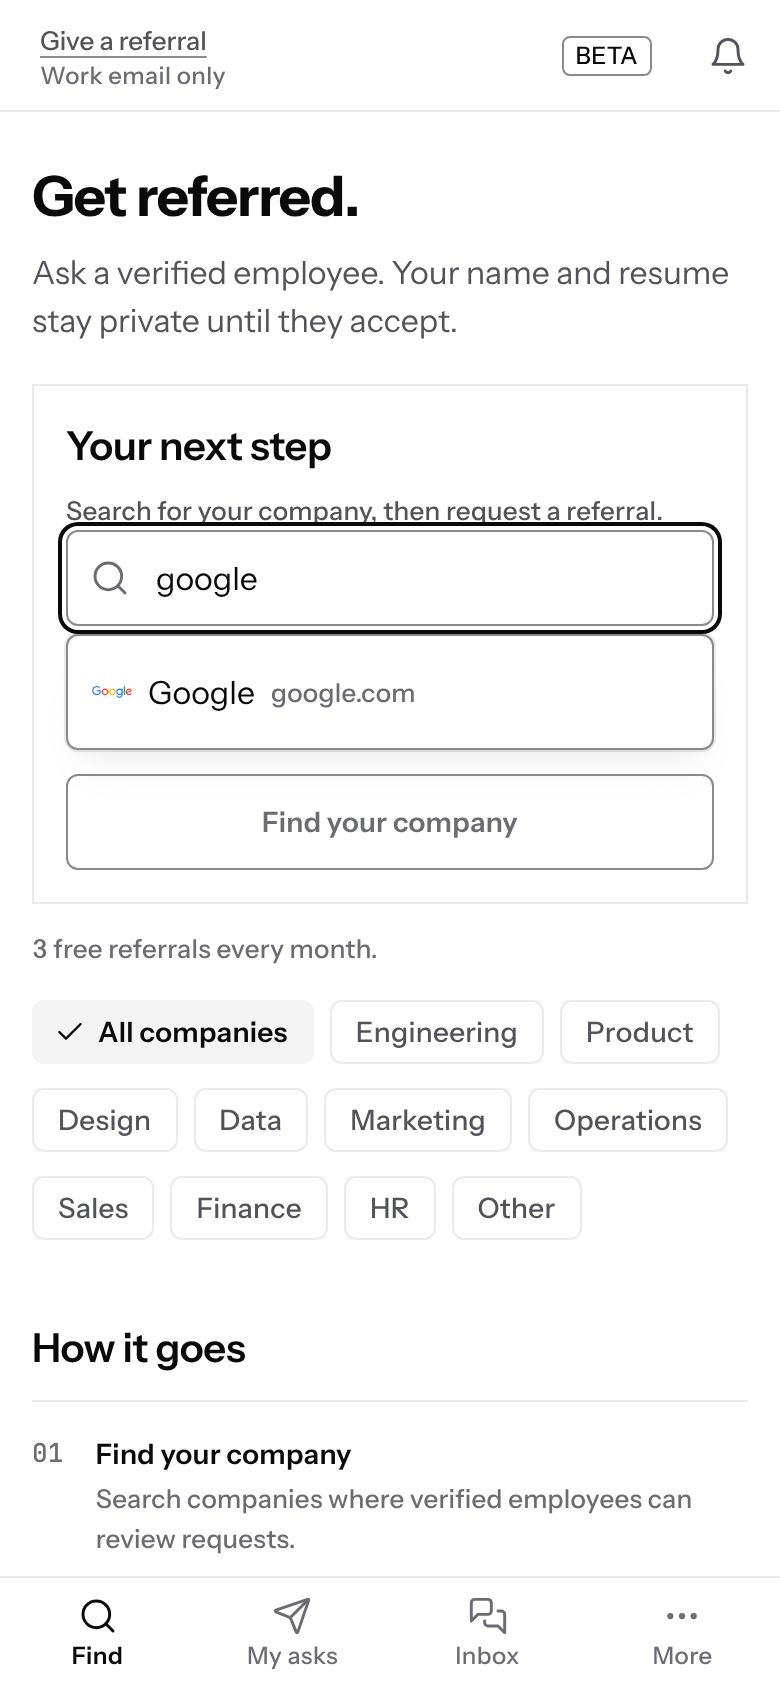 Give a referral
Work email only
BETA
Get referred.
Ask a verified employee. Your name and resume
stay private until they accept.
Your next step
Search for your company, then request a referral.
google
Google Google google.com
Find your company
3 free referrals every month.
All companies
Engineering
Product
Design
Data
Marketing
Operations
Sales
Finance
HR
Other
How it goes
01 Find your company
Search companies where verified employees can
review requests.
Find
My asks
Inbox
More